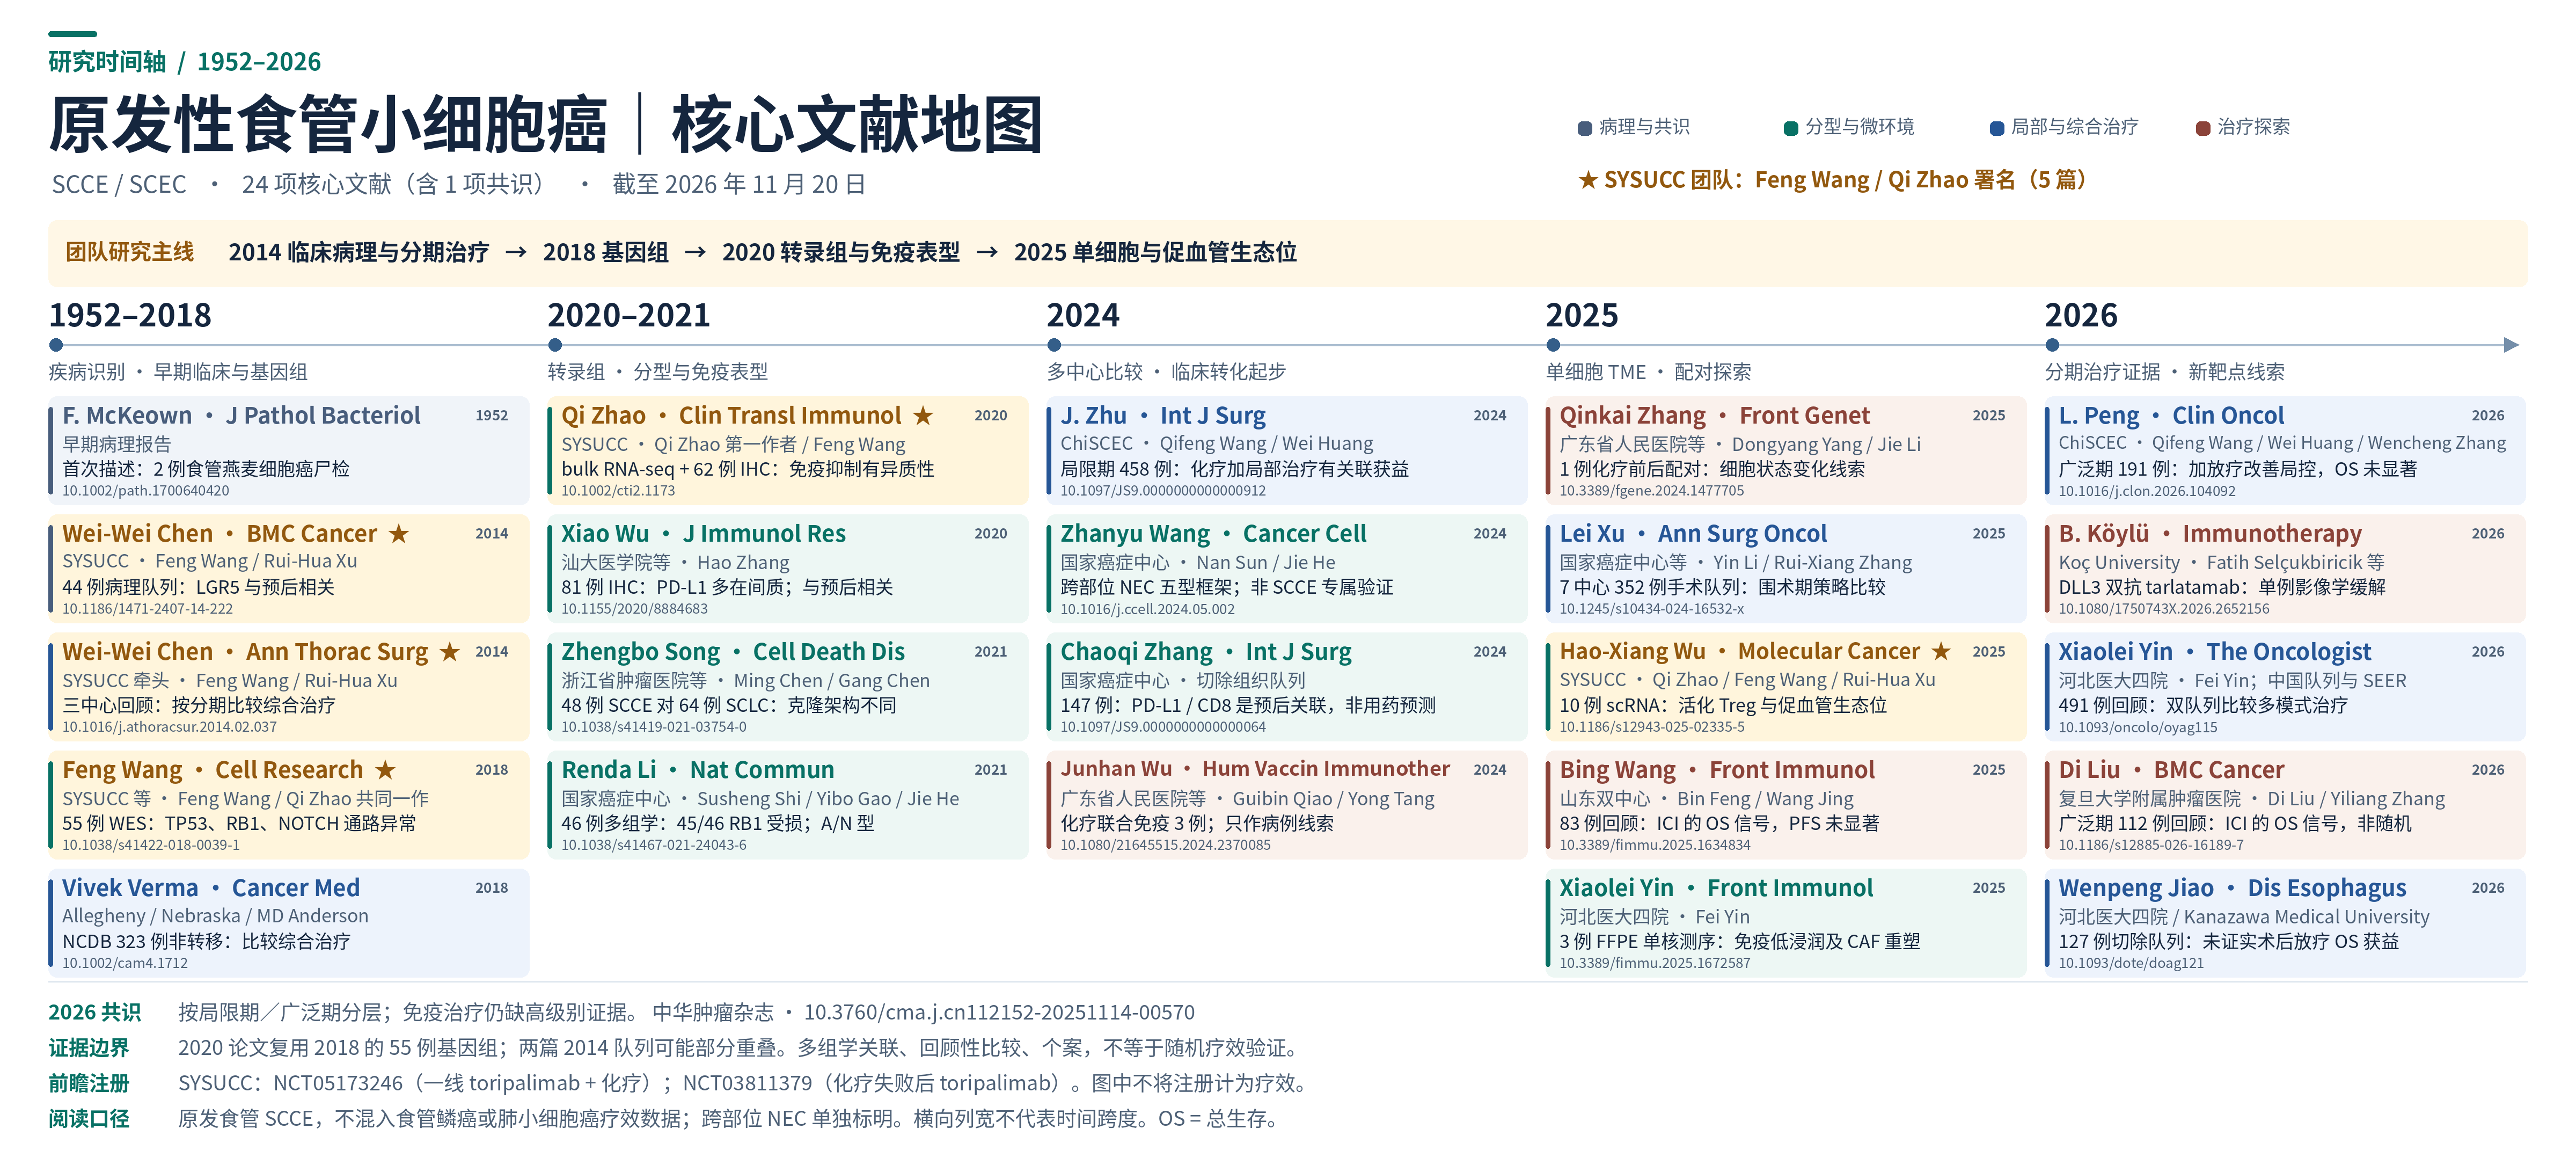 研究时间轴 / 1952–2026
原发性食管小细胞癌｜核心文献地图
SCCE / SCEC · 24 项核心文献（含 1 项共识） · 截至 2026 年 11 月 20 日
病理与共识
分型与微环境
局部与综合治疗
治疗探索
★ SYSUCC 团队：Feng Wang / Qi Zhao 署名（5 篇）
团队研究主线 2014 临床病理与分期治疗 → 2018 基因组 → 2020 转录组与免疫表型 → 2025 单细胞与促血管生态位
1952–2018
疾病识别 · 早期临床与基因组
F. McKeown · J Pathol Bacteriol 1952
早期病理报告
首次描述：2 例食管燕麦细胞癌尸检
10.1002/path.1700640420
Wei-Wei Chen · BMC Cancer ★ 2014
SYSUCC · Feng Wang / Rui-Hua Xu
44 例病理队列：LGR5 与预后相关
10.1186/1471-2407-14-222
Wei-Wei Chen · Ann Thorac Surg ★ 2014
SYSUCC 牵头 · Feng Wang / Rui-Hua Xu
三中心回顾：按分期比较综合治疗
10.1016/j.athoracsur.2014.02.037
Feng Wang · Cell Research ★ 2018
SYSUCC 等 · Feng Wang / Qi Zhao 共同一作
55 例 WES：TP53、RB1、NOTCH 通路异常
10.1038/s41422-018-0039-1
Vivek Verma · Cancer Med 2018
Allegheny / Nebraska / MD Anderson
NCDB 323 例非转移：比较综合治疗
10.1002/cam4.1712
2020–2021
转录组 · 分型与免疫表型
Qi Zhao · Clin Transl Immunol ★ 2020
SYSUCC · Qi Zhao 第一作者 / Feng Wang
bulk RNA-seq + 62 例 IHC：免疫抑制有异质性
10.1002/cti2.1173
Xiao Wu · J Immunol Res 2020
汕大医学院等 · Hao Zhang
81 例 IHC：PD-L1 多在间质；与预后相关
10.1155/2020/8884683
Zhengbo Song · Cell Death Dis 2021
浙江省肿瘤医院等 · Ming Chen / Gang Chen
48 例 SCCE 对 64 例 SCLC：克隆架构不同
10.1038/s41419-021-03754-0
Renda Li · Nat Commun 2021
国家癌症中心 · Susheng Shi / Yibo Gao / Jie He
46 例多组学：45/46 RB1 受损；A/N 型
10.1038/s41467-021-24043-6
2024
多中心比较 · 临床转化起步
J. Zhu · Int J Surg 2024
ChiSCEC · Qifeng Wang / Wei Huang
局限期 458 例：化疗加局部治疗有关联获益
10.1097/JS9.0000000000000912
Zhanyu Wang · Cancer Cell 2024
国家癌症中心 · Nan Sun / Jie He
跨部位 NEC 五型框架；非 SCCE 专属验证
10.1016/j.ccell.2024.05.002
Chaoqi Zhang · Int J Surg 2024
国家癌症中心 · 切除组织队列
147 例：PD-L1 / CD8 是预后关联，非用药预测
10.1097/JS9.0000000000000064
Junhan Wu · Hum Vaccin Immunother 2024
广东省人民医院等 · Guibin Qiao / Yong Tang
化疗联合免疫 3 例；只作病例线索
10.1080/21645515.2024.2370085
2025
单细胞 TME · 配对探索
Qinkai Zhang · Front Genet 2025
广东省人民医院等 · Dongyang Yang / Jie Li
1 例化疗前后配对：细胞状态变化线索
10.3389/fgene.2024.1477705
Lei Xu · Ann Surg Oncol 2025
国家癌症中心等 · Yin Li / Rui-Xiang Zhang
7 中心 352 例手术队列：围术期策略比较
10.1245/s10434-024-16532-x
Hao-Xiang Wu · Molecular Cancer ★ 2025
SYSUCC · Qi Zhao / Feng Wang / Rui-Hua Xu
10 例 scRNA：活化 Treg 与促血管生态位
10.1186/s12943-025-02335-5
Bing Wang · Front Immunol 2025
山东双中心 · Bin Feng / Wang Jing
83 例回顾：ICI 的 OS 信号，PFS 未显著
10.3389/fimmu.2025.1634834
Xiaolei Yin · Front Immunol 2025
河北医大四院 · Fei Yin
3 例 FFPE 单核测序：免疫低浸润及 CAF 重塑
10.3389/fimmu.2025.1672587
2026
分期治疗证据 · 新靶点线索
L. Peng · Clin Oncol 2026
ChiSCEC · Qifeng Wang / Wei Huang / Wencheng Zhang
广泛期 191 例：加放疗改善局控，OS 未显著
10.1016/j.clon.2026.104092
B. Köylü · Immunotherapy 2026
Koç University · Fatih Selçukbiricik 等
DLL3 双抗 tarlatamab：单例影像学缓解
10.1080/1750743X.2026.2652156
Xiaolei Yin · The Oncologist 2026
河北医大四院 · Fei Yin；中国队列与 SEER
491 例回顾：双队列比较多模式治疗
10.1093/oncolo/oyag115
Di Liu · BMC Cancer 2026
复旦大学附属肿瘤医院 · Di Liu / Yiliang Zhang
广泛期 112 例回顾：ICI 的 OS 信号，非随机
10.1186/s12885-026-16189-7
Wenpeng Jiao · Dis Esophagus 2026
河北医大四院 / Kanazawa Medical University
127 例切除队列：未证实术后放疗 OS 获益
10.1093/dote/doag121
2026 共识 按局限期／广泛期分层；免疫治疗仍缺高级别证据。 中华肿瘤杂志 · 10.3760/cma.j.cn112152-20251114-00570
证据边界 2020 论文复用 2018 的 55 例基因组；两篇 2014 队列可能部分重叠。多组学关联、回顾性比较、个案，不等于随机疗效验证。
前瞻注册 SYSUCC：NCT05173246（一线 toripalimab + 化疗）；NCT03811379（化疗失败后 toripalimab）。图中不将注册计为疗效。
阅读口径 原发食管 SCCE，不混入食管鳞癌或肺小细胞癌疗效数据；跨部位 NEC 单独标明。横向列宽不代表时间跨度。OS = 总生存。